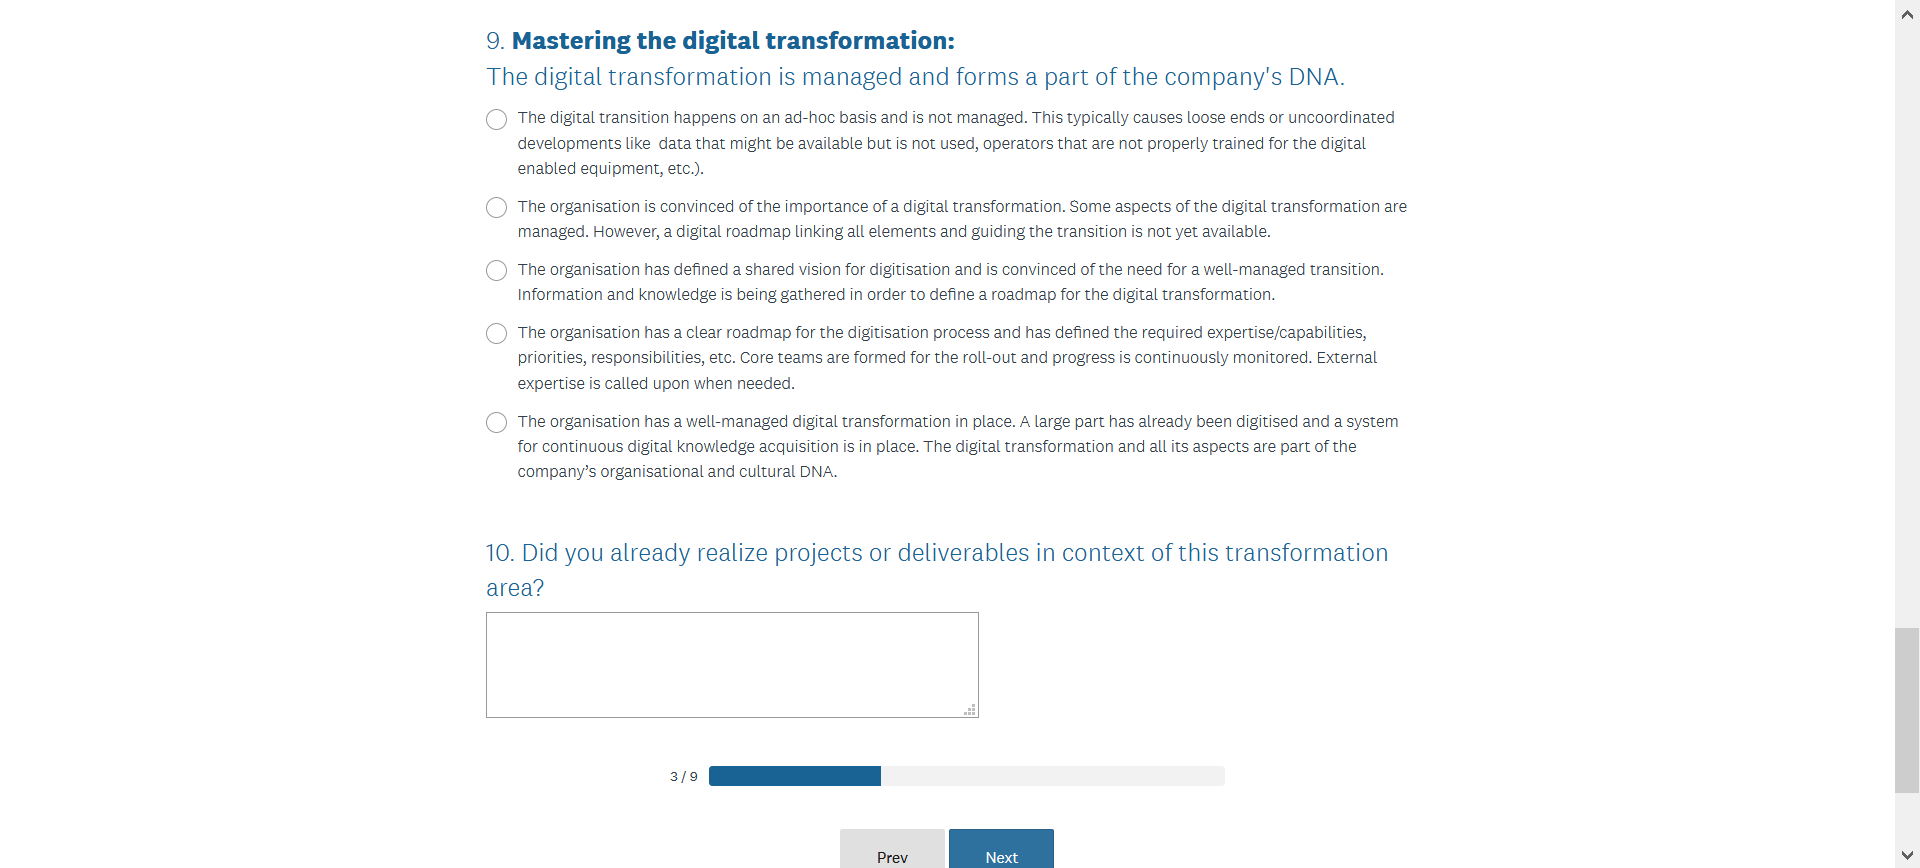 9. Mastering the digital transformation:
The digital transformation is managed and forms a part of the company's DNA.
The digital transition happens on an ad-hoc basis and is not managed. This typically causes loose ends or uncoordinated
developments like  data that might be available but is not used, operators that are not properly trained for the digital
enabled equipment, etc.).
The organisation is convinced of the importance of a digital transformation. Some aspects of the digital transformation are
managed. However, a digital roadmap linking all elements and guiding the transition is not yet available.
The organisation has defined a shared vision for digitisation and is convinced of the need for a well-managed transition.
Information and knowledge is being gathered in order to define a roadmap for the digital transformation.
The organisation has a clear roadmap for the digitisation process and has defined the required expertise/capabilities,
priorities, responsibilities, etc. Core teams are formed for the roll-out and progress is continuously monitored. External
expertise is called upon when needed.
The organisation has a well-managed digital transformation in place. A large part has already been digitised and a system
for continuous digital knowledge acquisition is in place. The digital transformation and all its aspects are part of the
company’s organisational and cultural DNA.
10. Did you already realize projects or deliverables in context of this transformation
area?
3 / 9
Prev
Next